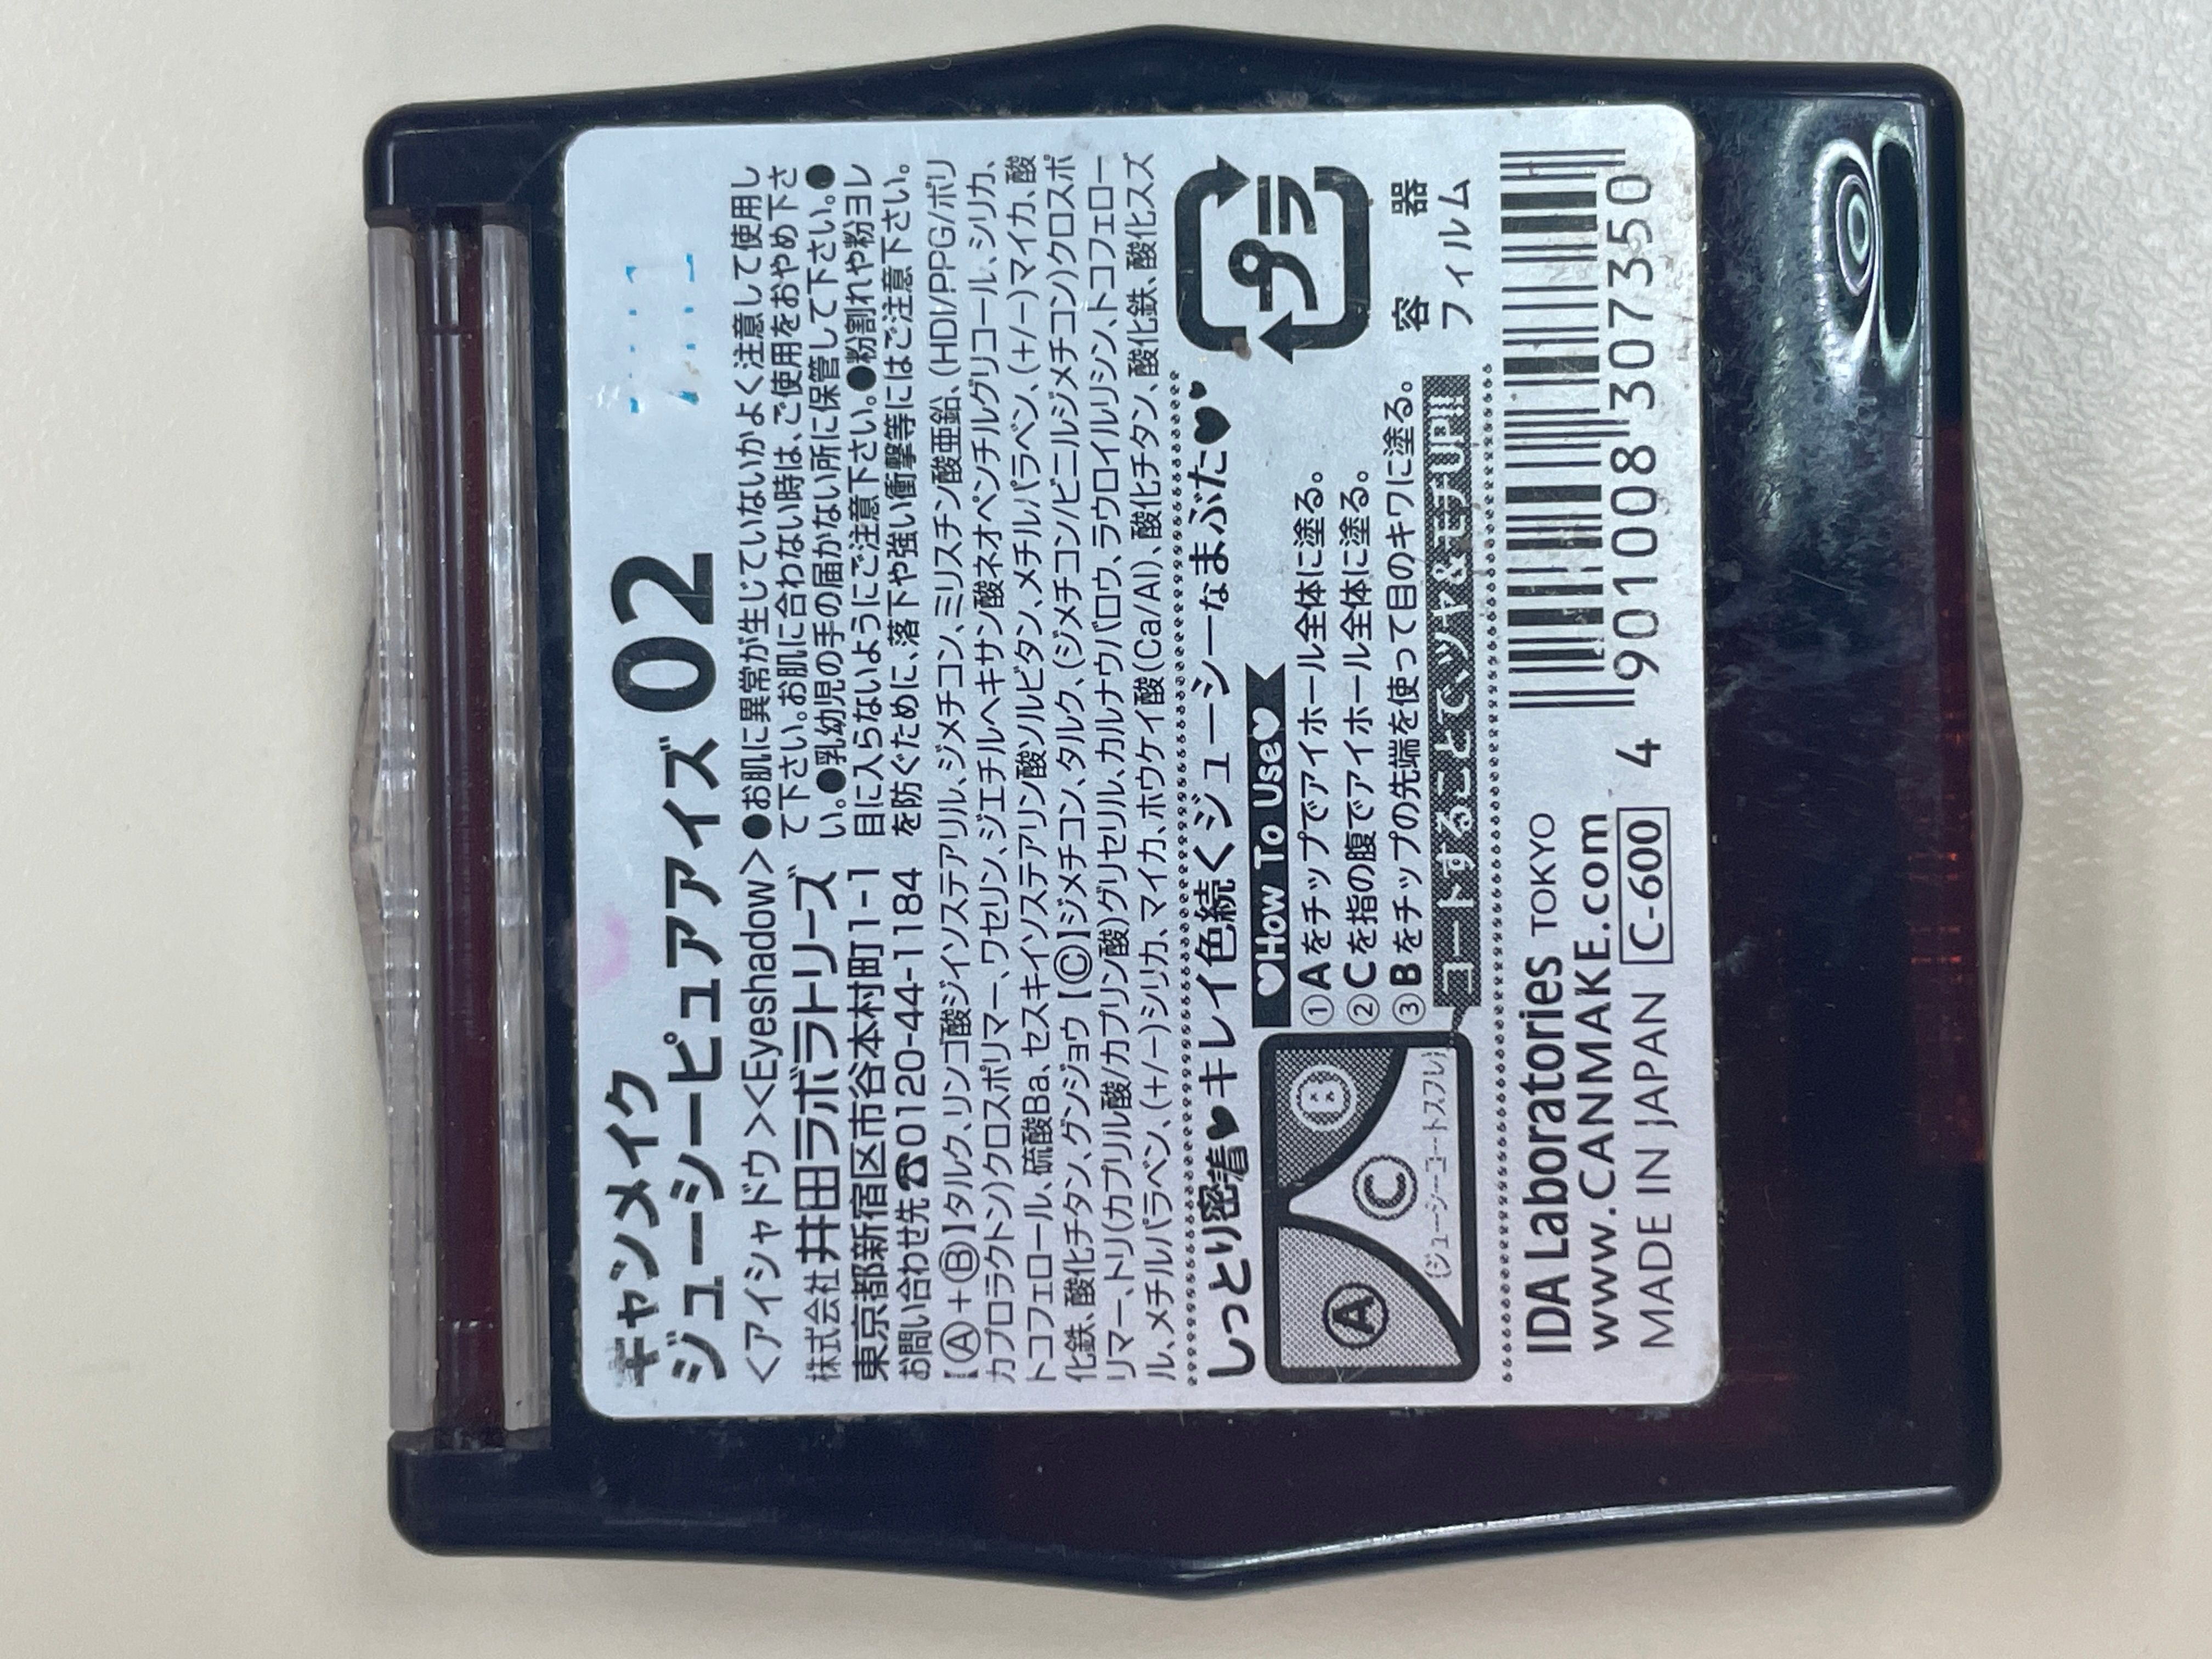 キャンメイク
ジューシーピュアアイズ 02
<アイシャドウ><Eyeshadow>
株式会社 井田ラボラトリーズ
東京都新宿区市谷本村町1-1
お問い合わせ先☎0120-44-1184
●お肌に異常が生じていないかよく注意して使用し
て下さい。お肌に合わない時は、ご使用をおやめ下さ
い。●乳幼児の手の届かない所に保管して下さい。●
目に入らないようにご注意下さい。●粉割れや粉ヨレ
を防ぐために、落下や強い衝撃等にはご注意下さい。
【Ⓐ+Ⓑ】タルク、リンゴ酸ジイソステアリル、ジメチコン、ミリスチン酸亜鉛、(HDI/PPG/ポリ
カプロラクトン)クロスポリマー、ワセリン、ジエチルヘキサン酸ネオペンチルグリコール、シリカ、
トコフェロール、硫酸Ba、セスキイソステアリン酸ソルビタン、メチルパラベン、(+/-)マイカ、酸
化鉄、酸化チタン、グンジョウ【Ⓒ】ジメチコン、タルク、(ジメチコン/ビニルジメチコン)クロスポ
リマー、トリ(カプリル酸/カプリン酸)グリセリル、カルナウバロウ、ラウロイルリシン、トコフェロー
ル、メチルパラベン、(+/-)シリカ、マイカ、ホウケイ酸(Ca/Al)、酸化チタン、酸化鉄、酸化スズ
しっとり密着♥キレイ色続くジューシーなまぶた♥♥
♥How To Use♥
①Aをチップでアイホール全体に塗る。
②Cを指の腹でアイホール全体に塗る。
③Bをチップの先端を使って目のキワに塗る。
コートすることでツヤ&モチUP!!
A
B
C
(ジューシーコートスフレ)
プラ
容 器
フィルム
IDA Laboratories TOKYO
www.CANMAKE.com
MADE IN JAPAN C-600
4 901008 307350